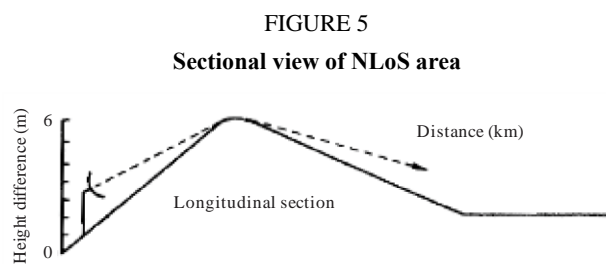 FIGURE 5
Sectional view of NLoS area
Height difference (m)
6
0
Distance (km)
Longitudinal section